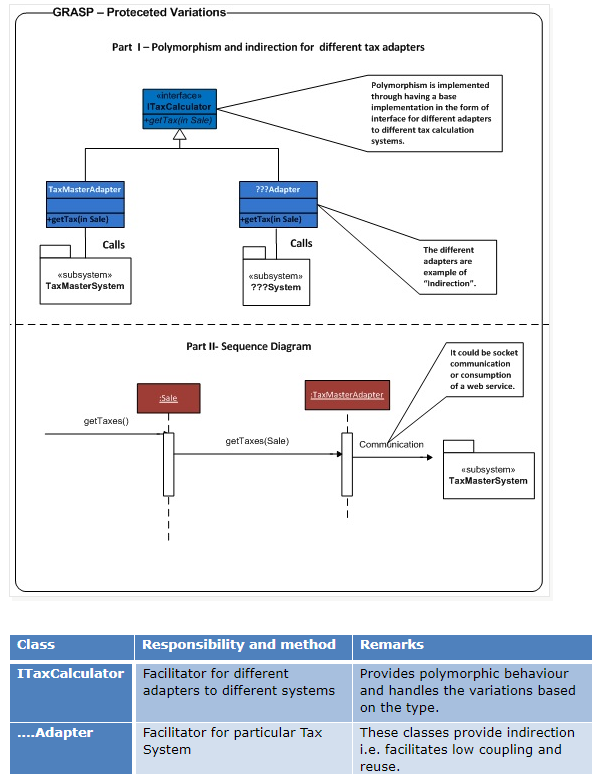 GRASP – Proteceted Variations
Part I – Polymorphism and indirection for different tax adapters
«interface»
ITaxCalculator
+getTax(in Sale)
Polymorphism is implemented
through having a base
implementation in the form of
interface for different adapters
to different tax calculation
systems.
TaxMasterAdapter
+getTax(in Sale)
???Adapter
+getTax(in Sale)
Calls
Calls
«subsystem»
TaxMasterSystem
«subsystem»
???System
The different
adapters are
example of
“Indirection”.
Part II- Sequence Diagram
It could be socket
communication
or consumption
of a web service.
:Sale
:TaxMasterAdapter
getTaxes()
getTaxes(Sale)
Communication
«subsystem»
TaxMasterSystem
Class
Responsibility and method
Remarks
ITaxCalculator
Facilitator for different
adapters to different systems
Provides polymorphic behaviour
and handles the variations based
on the type.
....Adapter
Facilitator for particular Tax
System
These classes provide indirection
i.e. facilitates low coupling and
reuse.